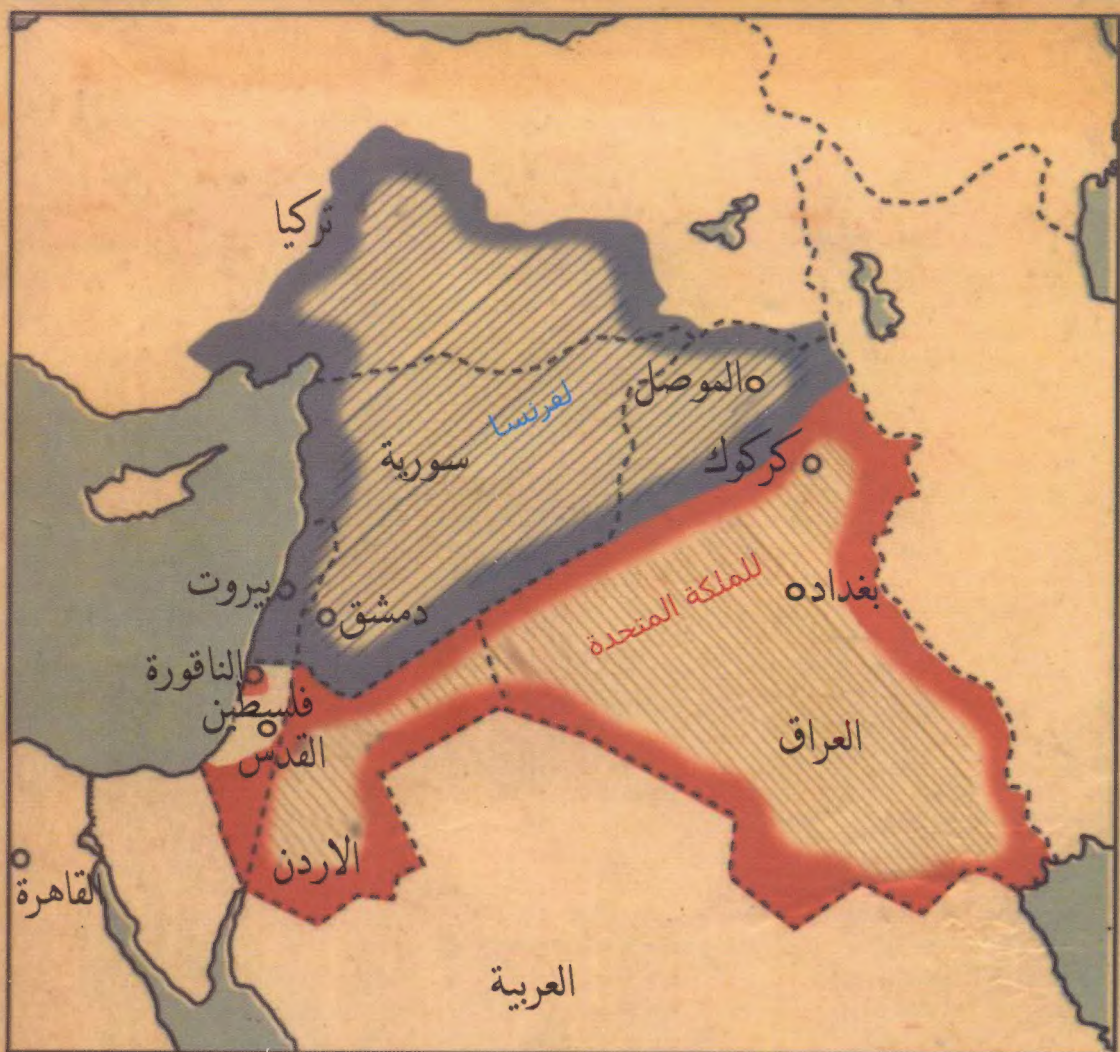 تركيا
الموصل
لفرنسا
سورية
كركوك
بيروت
دمشق
بغداد
للملكة المتحدة
الناقورة
فلسطين
القدس
العراق
الاردن
القاهرة
العربية